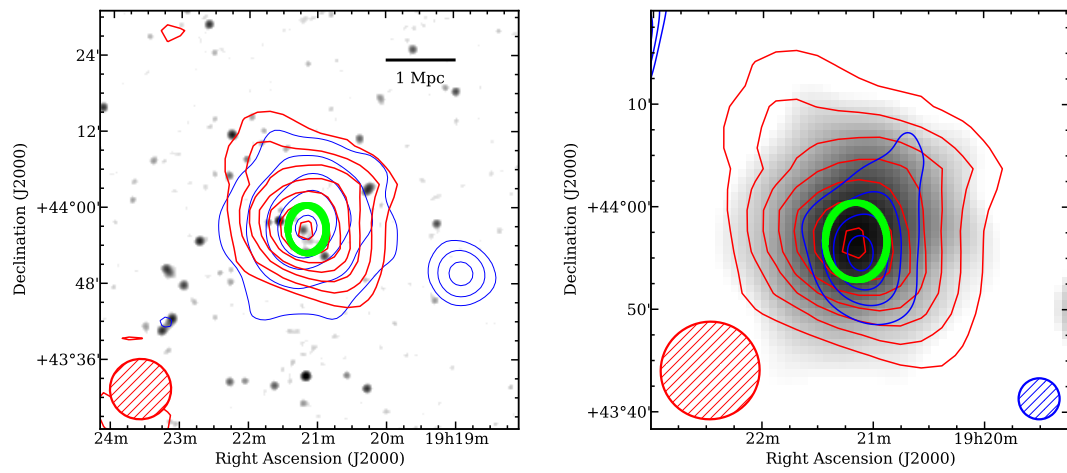 24'
12'
+44°00'
48'
+43°36'
Declination (J2000)
1 Mpc
24m 23m 22m 21m 20m 19h19m
Right Ascension (J2000)
10'
+44°00'
50'
+43°40'
Declination (J2000)
22m 21m 19h20m
Right Ascension (J2000)